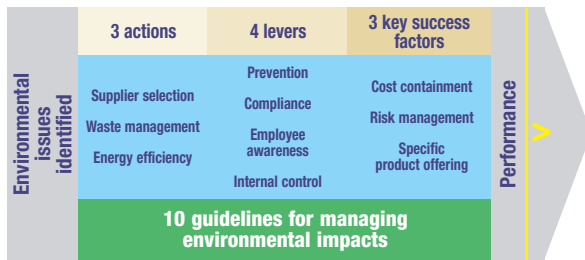 Environmental
issues
identified
3 actions
Supplier selection
Waste management
Energy efficiency
4 levers
Prevention
Compliance
Employee
awareness
Internal control
3 key success
factors
Cost containment
Risk management
Specific
product offering
10 guidelines for managing
environmental impacts
Performance
>